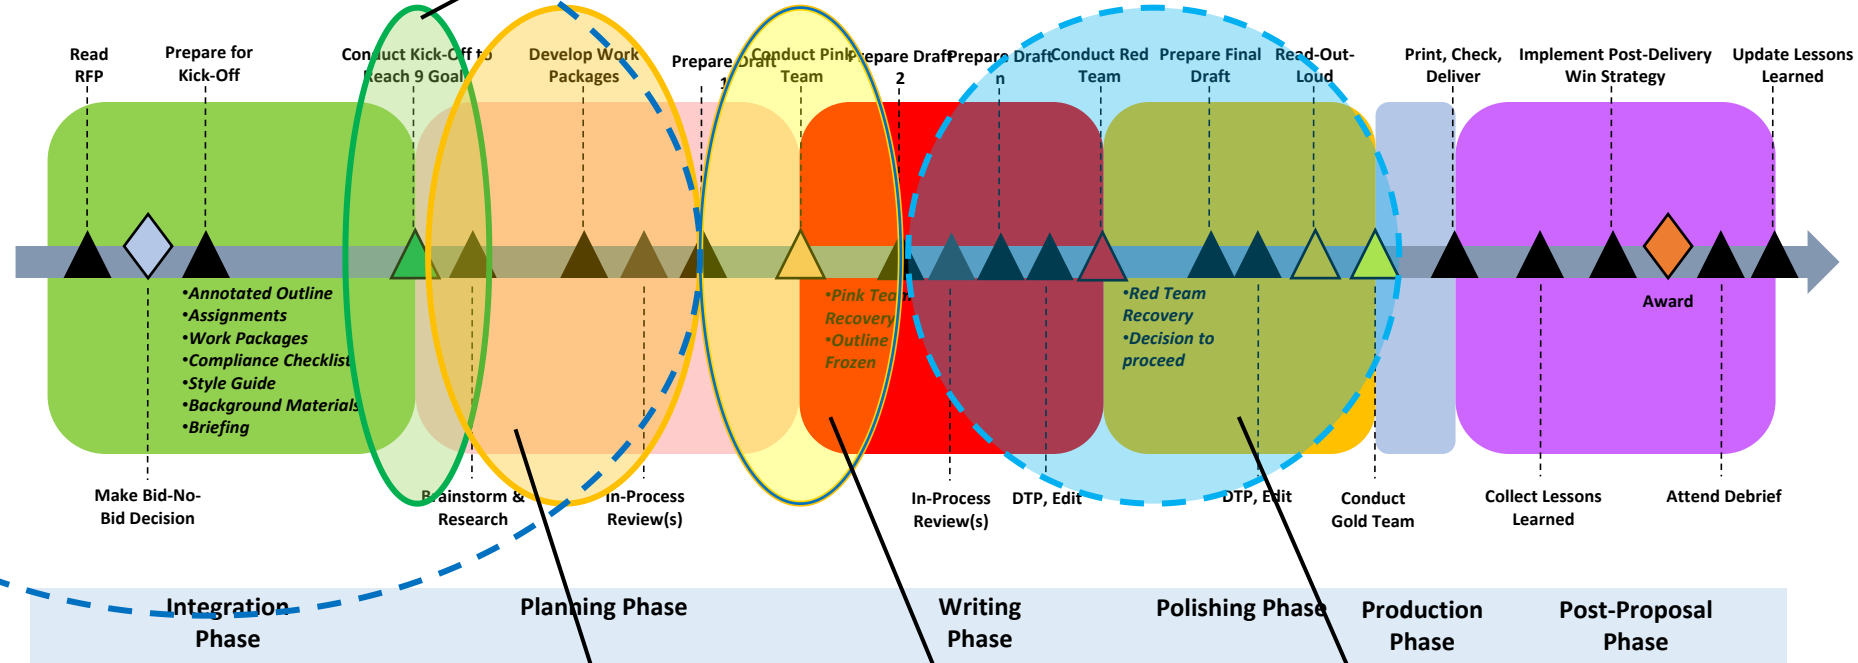 Read
RFP
Prepare for
Kick-Off
Conduct Kick-Off to
Reach 9 Goals
Develop Work
Packages
Prepare Draft
1
Conduct Pink
Team
Prepare Draft
2
Prepare Draft
n
Conduct Red
Team
Prepare Final
Draft
Read-Out-
Loud
Print, Check,
Deliver
Implement Post-Delivery
Win Strategy
Update Lessons
Learned
•Annotated Outline
•Assignments
•Work Packages
•Compliance Checklist
•Style Guide
•Background Materials
•Briefing
•Pink Team
Recovery
•Outline
Frozen
•Red Team
Recovery
•Decision to
proceed
Award
Make Bid-No-
Bid Decision
Brainstorm &
Research
In-Process
Review(s)
In-Process
Review(s)
DTP, Edit
DTP, Edit
Conduct
Gold Team
Collect Lessons
Learned
Attend Debrief
Integration
Phase
Planning Phase
Writing
Phase
Polishing Phase
Production
Phase
Post-Proposal
Phase